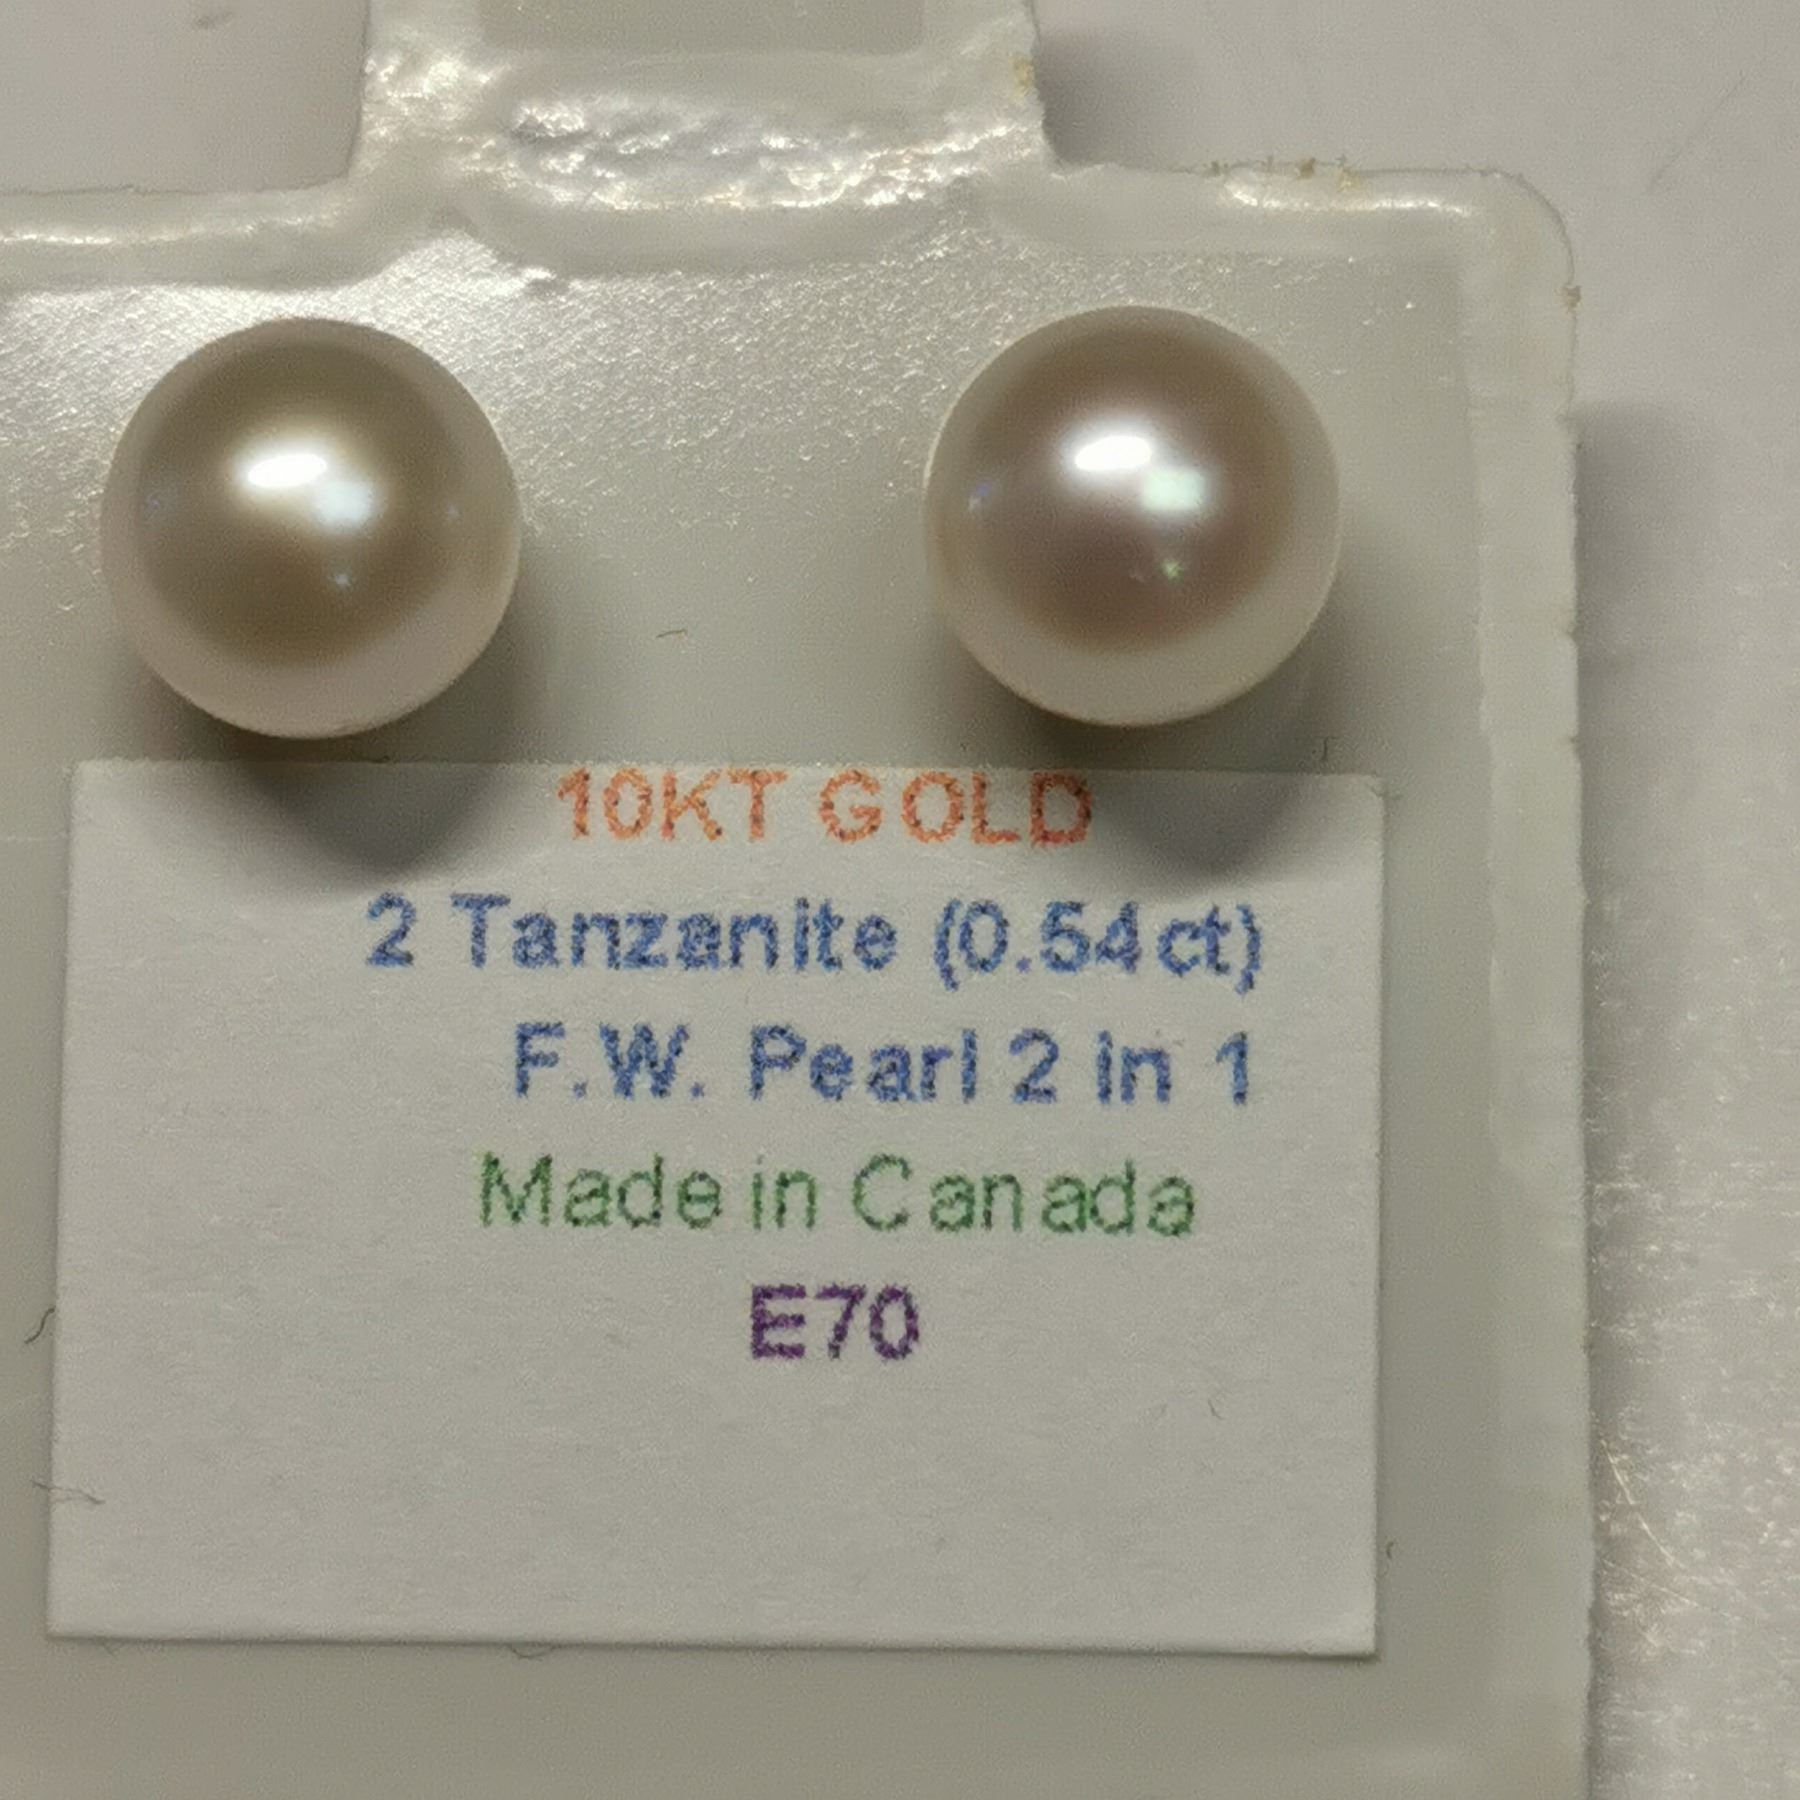 10KT GOLD
2 Tanzanite (0.54ct)
F.W. Pearl 2 in 1
Made in Canada
E70